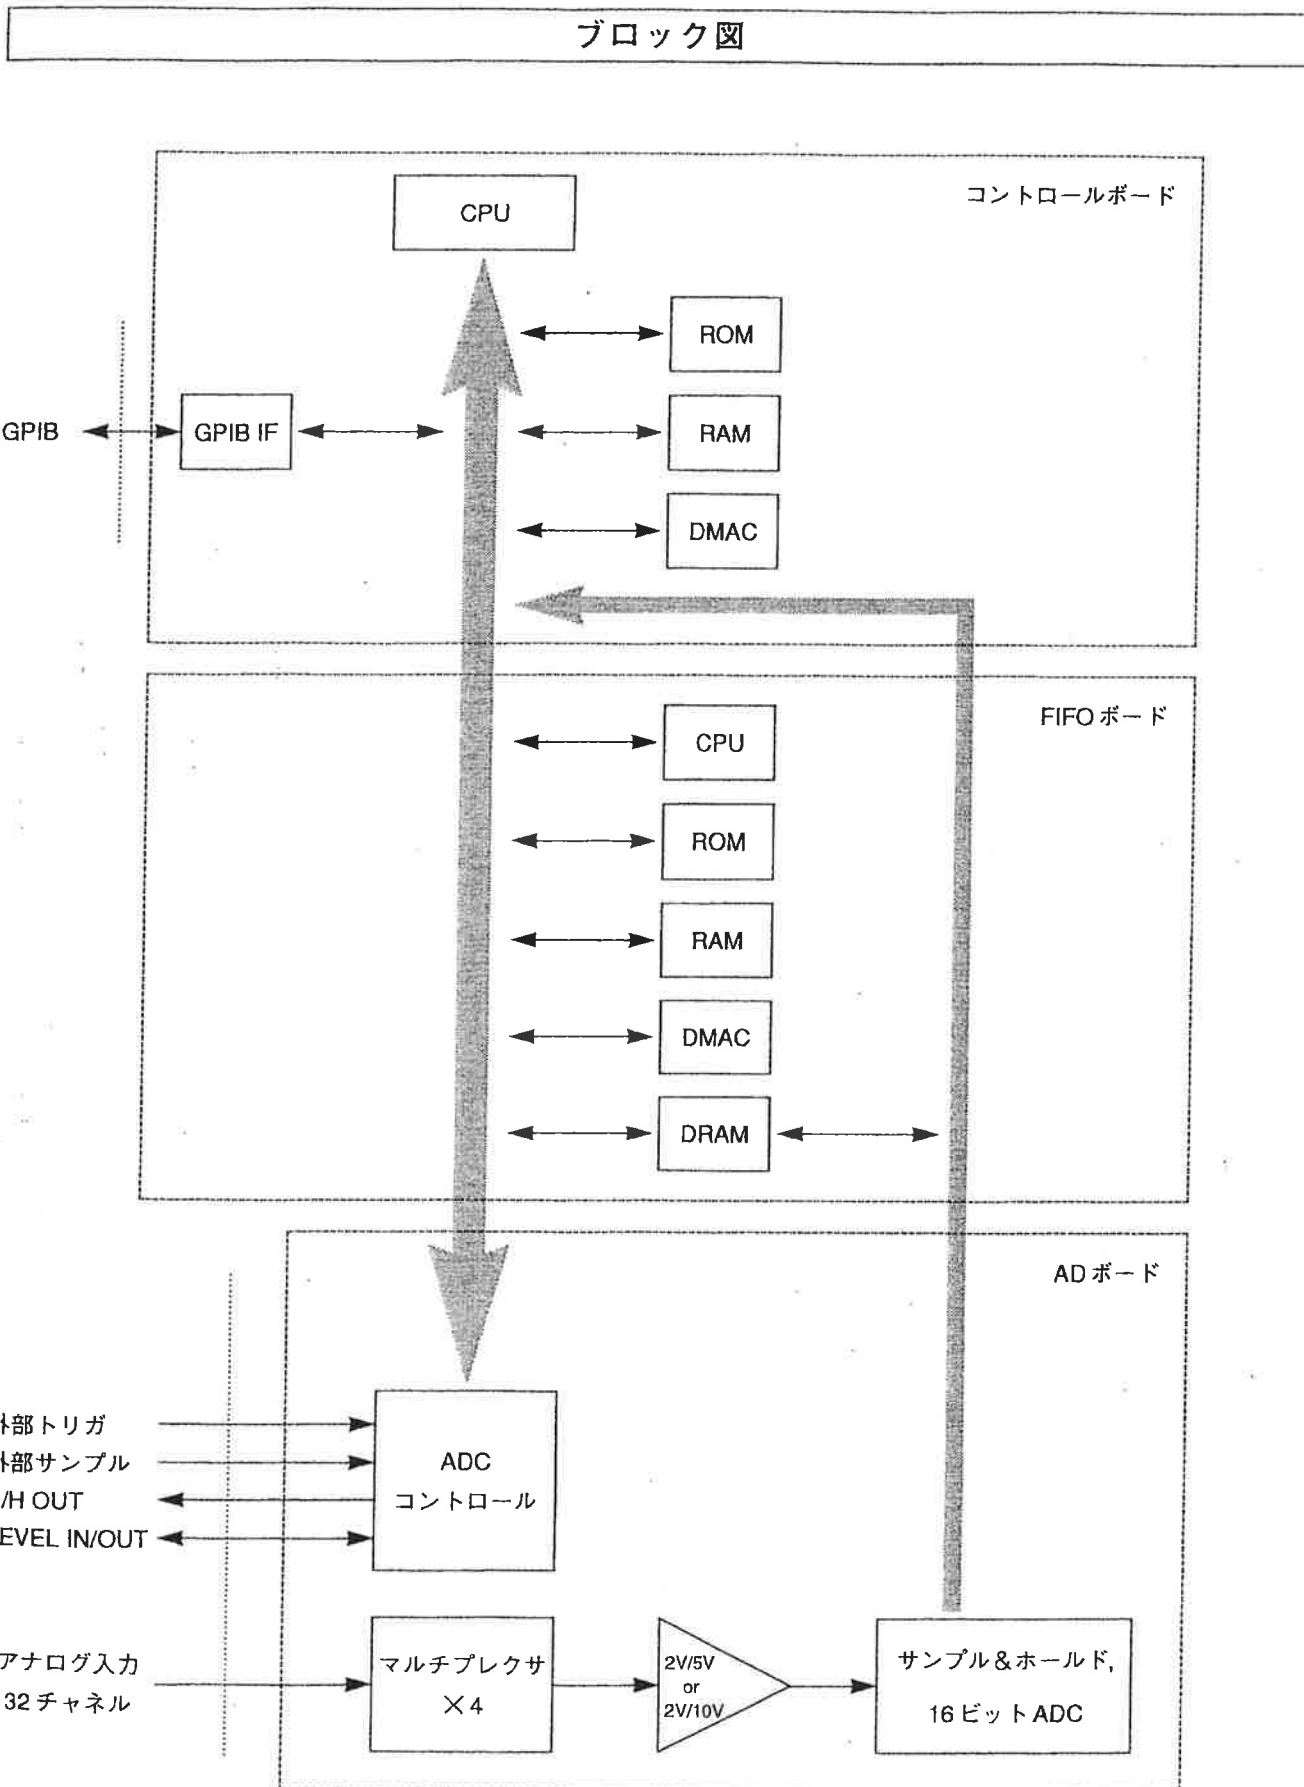 ブロック図
コントロールボード
CPU
ROM
GPIB
GPIB IF
RAM
DMAC
FIFOボード
CPU
ROM
RAM
DMAC
DRAM
ADボード
部トリガ
部サンプル
/H OUT
EVEL IN/OUT
ADC
コントロール
アナログ入力
32チャネル
マルチプレクサ
×4
2V/5V
or
2V/10V
サンプル&ホールド,
16ビットADC